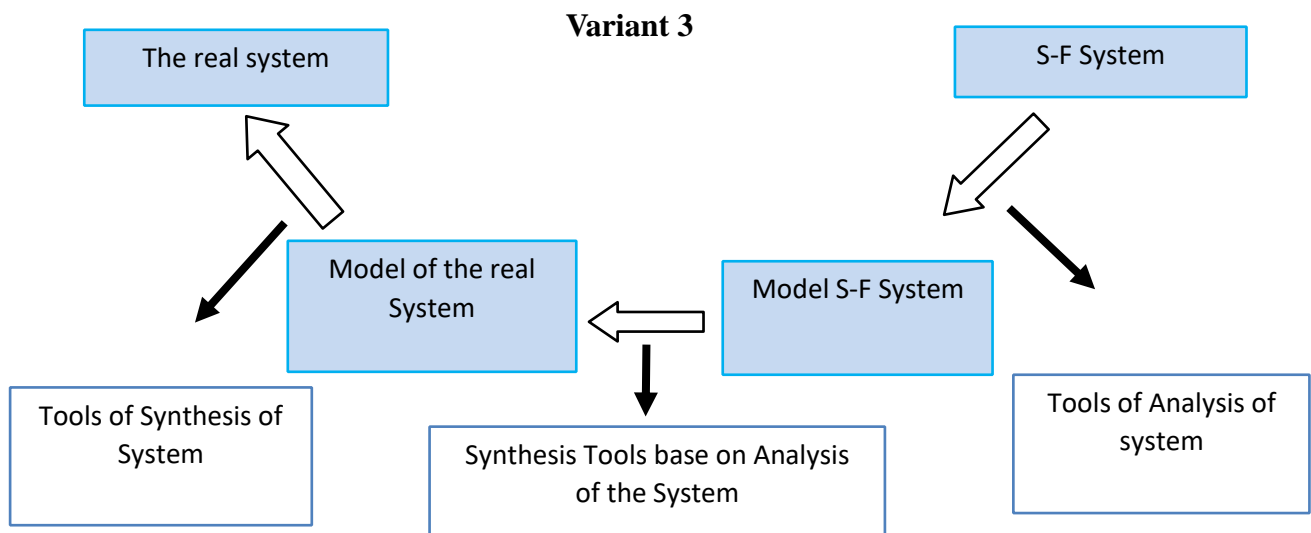 Variant 3
The real system
S-F System
Model of the real
System
Model S-F System
Tools of Synthesis of
System
Synthesis Tools base on Analysis
of the System
Tools of Analysis of
system